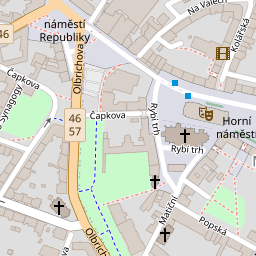 Na Valech
náměstí
Republiky
46
Kolářská
Olbrichova
Čapkova
Čapkova
Rybí trh
Horní
náměstí
46
57
Synagogy
Rybí trh
Matiční
Popská
Olbrichova